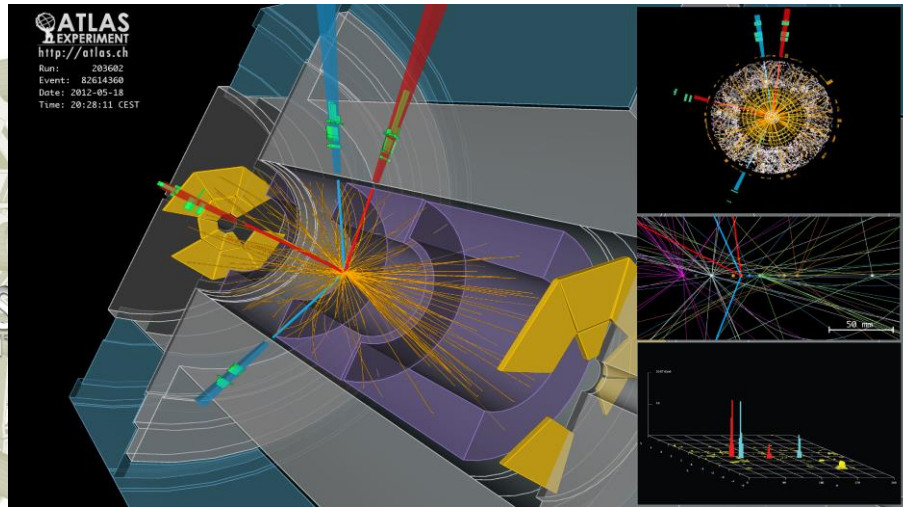 ATLAS
EXPERIMENT
http://atlas.ch
Run: 203602
Event: 82614360
Date: 2012-05-18
Time: 20:28:11 CEST
50 mm